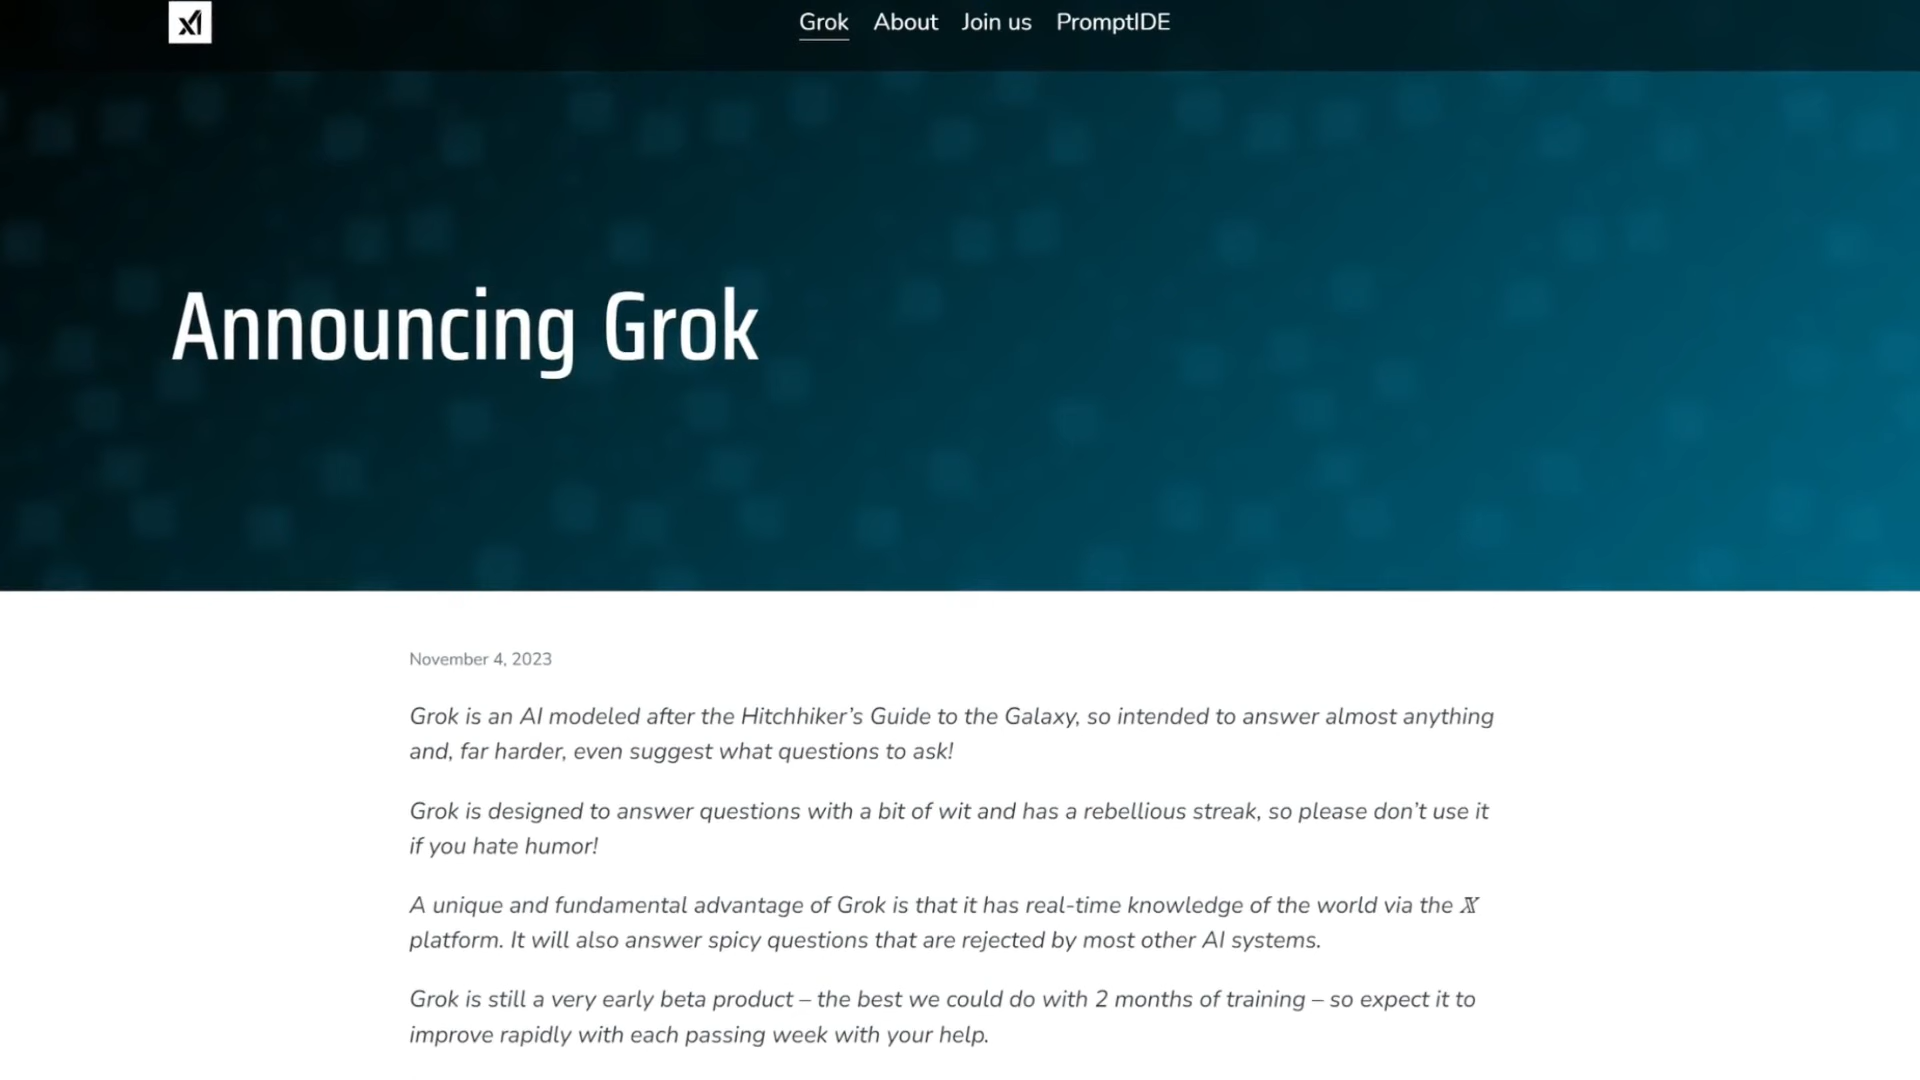 xI
Grok About Join us PromptIDE
Announcing Grok
November 4, 2023
Grok is an AI modeled after the Hitchhiker’s Guide to the Galaxy, so intended to answer almost anything
and, far harder, even suggest what questions to ask!
Grok is designed to answer questions with a bit of wit and has a rebellious streak, so please don’t use it
if you hate humor!
A unique and fundamental advantage of Grok is that it has real-time knowledge of the world via the 𝕏
platform. It will also answer spicy questions that are rejected by most other AI systems.
Grok is still a very early beta product – the best we could do with 2 months of training – so expect it to
improve rapidly with each passing week with your help.